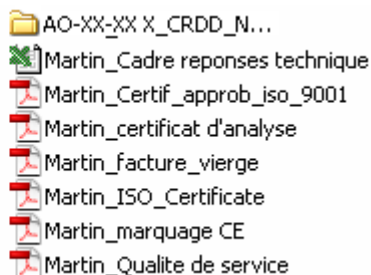 AO-XX-XX X_CRDD_N...
Martin_Cadre reponses technique
Martin_Certif_approb_iso_9001
Martin_certificat d'analyse
Martin_facture_vierge
Martin_ISO_Certificate
Martin_marquage CE
Martin_Qualite de service